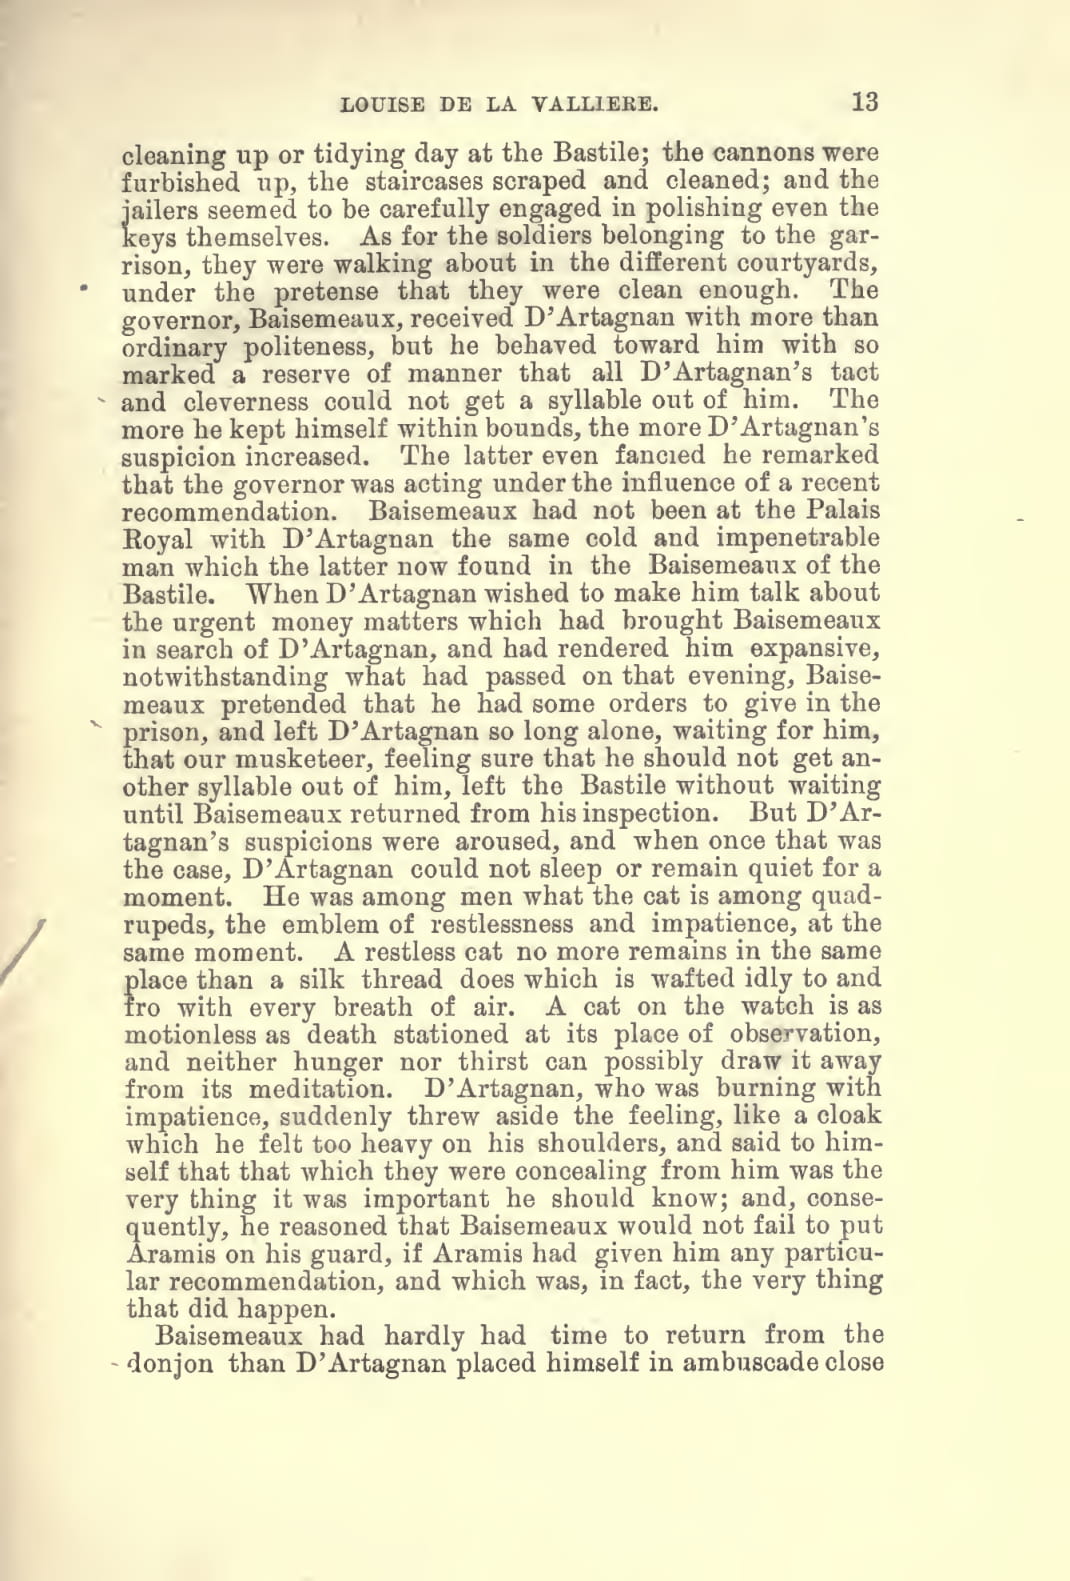 LOUISE DE LA VALLIERE. 13
cleaning up or tidying day at the Bastile; the cannons were
furbished up, the staircases scraped and cleaned; and the
jailers seemed to be carefully engaged in polishing even the
keys themselves. As for the soldiers belonging to the gar-
rison, they were walking about in the different courtyards,
under the pretense that they were clean enough. The
governor, Baisemeaux, received D'Artagnan with more than
ordinary politeness, but he behaved toward him with so
marked a reserve of manner that all D'Artagnan's tact
and cleverness could not get a syllable out of him. The
more he kept himself within bounds, the more D'Artagnan's
suspicion increased. The latter even fancied he remarked
that the governor was acting under the influence of a recent
recommendation. Baisemeaux had not been at the Palais
Royal with D'Artagnan the same cold and impenetrable
man which the latter now found in the Baisemeaux of the
Bastile. When D'Artagnan wished to make him talk about
the urgent money matters which had brought Baisemeaux
in search of D'Artagnan, and had rendered him expansive,
notwithstanding what had passed on that evening, Baise-
meaux pretended that he had some orders to give in the
prison, and left D'Artagnan so long alone, waiting for him,
that our musketeer, feeling sure that he should not get an-
other syllable out of him, left the Bastile without waiting
until Baisemeaux returned from his inspection. But D'Ar-
tagnan's suspicions were aroused, and when once that was
the case, D'Artagnan could not sleep or remain quiet for a
moment. He was among men what the cat is among quad-
rupeds, the emblem of restlessness and impatience, at the
same moment. A restless cat no more remains in the same
place than a silk thread does which is wafted idly to and
fro with every breath of air. A cat on the watch is as
motionless as death stationed at its place of observation,
and neither hunger nor thirst can possibly draw it away
from its meditation. D'Artagnan, who was burning with
impatience, suddenly threw aside the feeling, like a cloak
which he felt too heavy on his shoulders, and said to him-
self that that which they were concealing from him was the
very thing it was important he should know; and, conse-
quently, he reasoned that Baisemeaux would not fail to put
Aramis on his guard, if Aramis had given him any particu-
lar recommendation, and which was, in fact, the very thing
that did happen.
Baisemeaux had hardly had time to return from the
donjon than D'Artagnan placed himself in ambuscade close